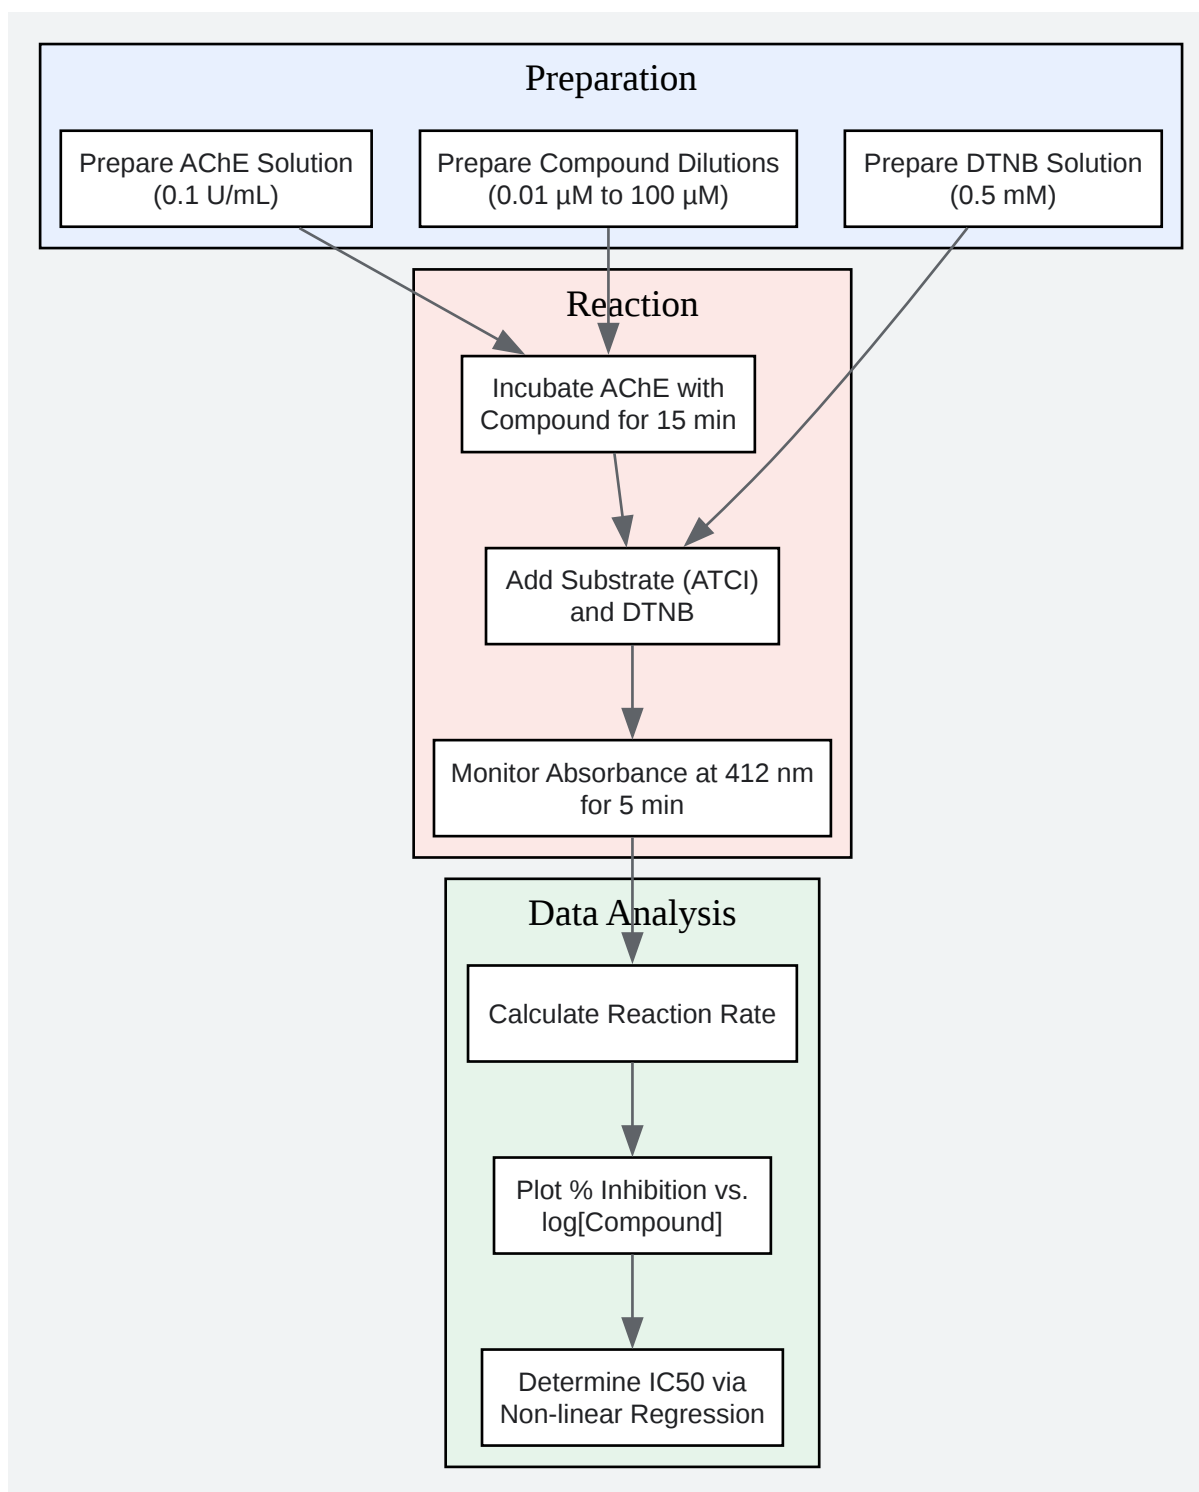 Preparation
Prepare AChE Solution
(0.1 U/mL)
Prepare Compound Dilutions
(0.01 µM to 100 µM)
Prepare DTNB Solution
(0.5 mM)
Reaction
Incubate AChE with
Compound for 15 min
Add Substrate (ATCI)
and DTNB
Monitor Absorbance at 412 nm
for 5 min
Data Analysis
Calculate Reaction Rate
Plot % Inhibition vs.
log[Compound]
Determine IC50 via
Non-linear Regression